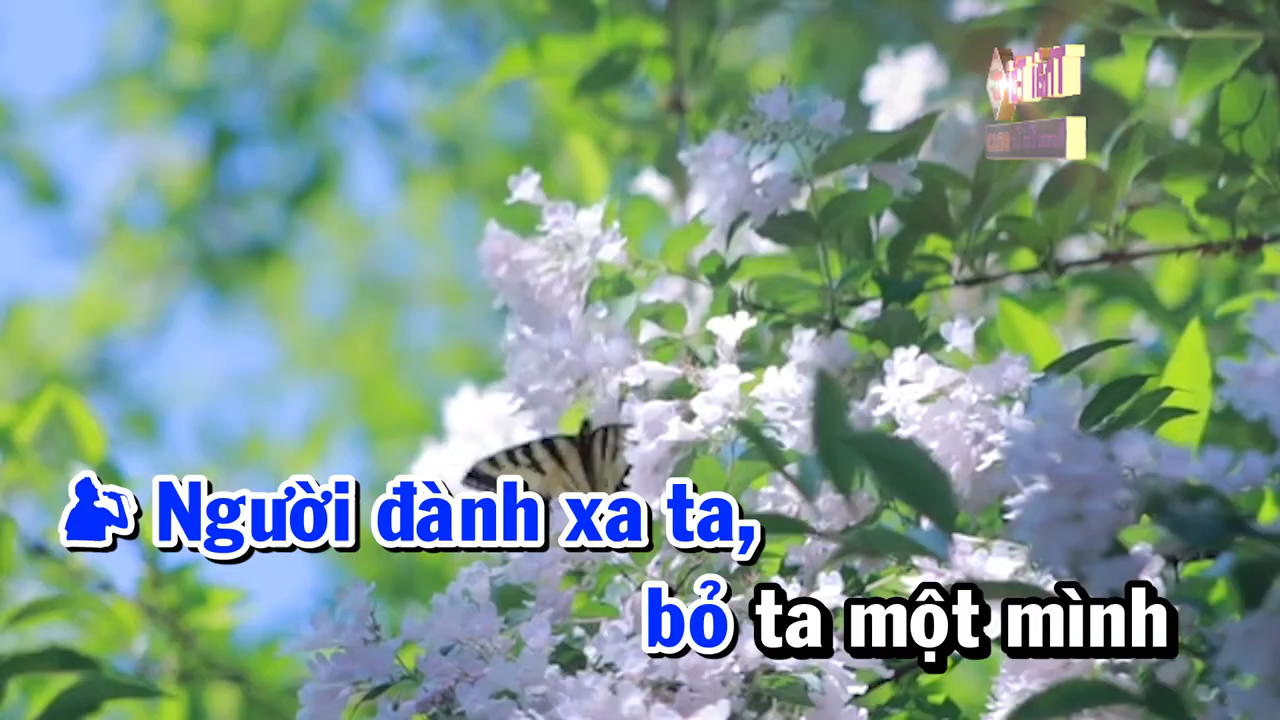 Người đành xa ta,
bỏ ta một mình